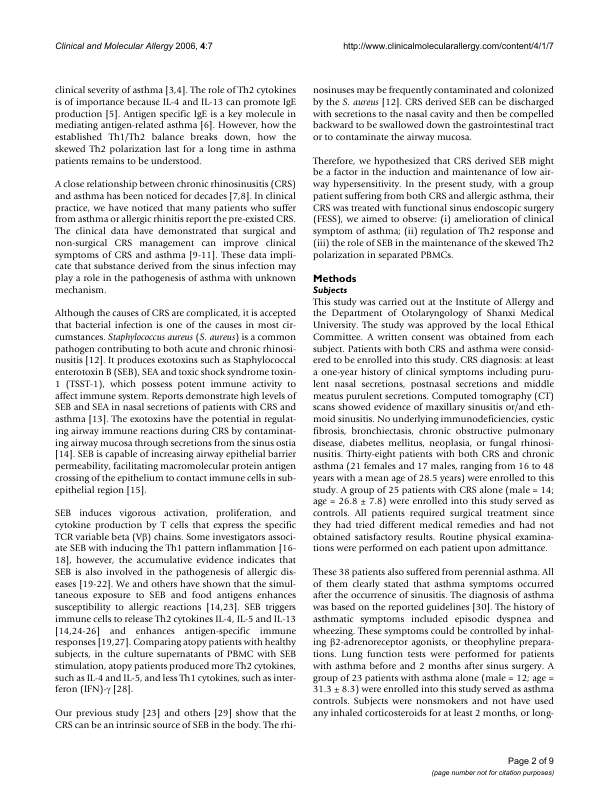 Clinical and Molecular Allergy 2006, 4:7
http://www.clinicalmolecularallergy.com/content/4/1/7
clinical severity of asthma [3,4]. The role of Th2 cytokines
is of importance because IL-4 and IL-13 can promote IgE
production [5]. Antigen specific IgE is a key molecule in
mediating antigen-related asthma [6]. However, how the
established Th1/Th2 balance breaks down, how the
skewed Th2 polarization last for a long time in asthma
patients remains to be understood.
A close relationship between chronic rhinosinusitis (CRS)
and asthma has been noticed for decades [7,8]. In clinical
practice, we have noticed that many patients who suffer
from asthma or allergic rhinitis report the pre-existed CRS.
The clinical data have demonstrated that surgical and
non-surgical CRS management can improve clinical
symptoms of CRS and asthma [9-11]. These data impli-
cate that substance derived from the sinus infection may
play a role in the pathogenesis of asthma with unknown
mechanism.
Although the causes of CRS are complicated, it is accepted
that bacterial infection is one of the causes in most cir-
cumstances. Staphylococcus aureus (S. aureus) is a common
pathogen contributing to both acute and chronic rhinosi-
nusitis [12]. It produces exotoxins such as Staphylococcal
enterotoxin B (SEB), SEA and toxic shock syndrome toxin-
1 (TSST-1), which possess potent immune activity to
affect immune system. Reports demonstrate high levels of
SEB and SEA in nasal secretions of patients with CRS and
asthma [13]. The exotoxins have the potential in regulat-
ing airway immune reactions during CRS by contaminat-
ing airway mucosa through secretions from the sinus ostia
[14]. SEB is capable of increasing airway epithelial barrier
permeability, facilitating macromolecule protein antigen
crossing of the epithelium to contact immune cells in sub-
epithelial region [15].
SEB induces vigorous activation, proliferation, and
cytokine production by T cells that express the specific
TCR variable beta (Vβ) chains. Some investigators associ-
ate SEB with inducing the Th1 pattern inflammation [16-
18], however, the accumulative evidence indicates that
SEB is also involved in the pathogenesis of allergic dis-
eases [19-22]. We and others have shown that the simul-
taneous exposure to SEB and food antigens enhances
susceptibility to allergic reactions [14,23]. SEB triggers
immune cells to release Th2 cytokines IL-4, IL-5 and IL-13
[14,24-26] and enhances antigen-specific immune
responses [19,27]. Comparing atopy patients with healthy
subjects, in the culture supernatants of PBMC with SEB
stimulation, atopy patients produced more Th2 cytokines,
such as IL-4 and IL-5, and less Th1 cytokines, such as inter-
feron (IFN)-γ [28].
Our previous study [23] and others [29] show that the
CRS can be an intrinsic source of SEB in the body. The rhi-
nosinuses may be frequently contaminated and colonized
by the S. aureus [12]. CRS derived SEB can be discharged
with secretions to the nasal cavity and then be compelled
backward to be swallowed down the gastrointestinal tract
or to contaminate the airway mucosa.
Therefore, we hypothesized that CRS derived SEB might
be a factor in the induction and maintenance of low air-
way hypersensitivity. In the present study, with a group
patient suffering from both CRS and allergic asthma, their
CRS was treated with functional sinus endoscopic surgery
(FESS), we aimed to observe: (i) amelioration of clinical
symptom of asthma; (ii) regulation of Th2 response and
(iii) the role of SEB in the maintenance of the skewed Th2
polarization in separated PBMCs.
Methods
Subjects
This study was carried out at the Institute of Allergy and
the Department of Otolaryngology of Shanxi Medical
University. The study was approved by the local Ethical
Committee. A written consent was obtained from each
subject. Patients with both CRS and asthma were consid-
ered to be enrolled into this study. CRS diagnosis: at least
a one-year history of clinical symptoms including puru-
lent nasal secretions, postnasal secretions and middle
meatus purulent secretions. Computed tomography (CT)
scans showed evidence of maxillary sinusitis or/and eth-
moid sinusitis. No underlying immunodeficiencies, cystic
fibrosis, bronchiectasis, chronic obstructive pulmonary
disease, diabetes mellitus, neoplasia, or fungal rhinosi-
nusitis. Thirty-eight patients with both CRS and chronic
asthma (21 females and 17 males, ranging from 16 to 48
years with a mean age of 28.5 years) were enrolled to this
study. A group of 25 patients with CRS alone (male = 14;
age = 26.8 ± 7.8) were enrolled into this study served as
controls. All patients required surgical treatment since
they had tried different medical remedies and had not
obtained satisfactory results. Routine physical examina-
tions were performed on each patient upon admittance.
These 38 patients also suffered from perennial asthma. All
of them clearly stated that asthma symptoms occurred
after the occurrence of sinusitis. The diagnosis of asthma
was based on the reported guidelines [30]. The history of
asthmatic symptoms included episodic dyspnea and
wheezing. These symptoms could be controlled by inhal-
ing β2-adrenoreceptor agonists, or theophyline prepara-
tions. Lung function tests were performed for patients
with asthma before and 2 months after sinus surgery. A
group of 23 patients with asthma alone (male = 12; age =
31.3 ± 8.3) were enrolled into this study served as asthma
controls. Subjects were nonsmokers and not have used
any inhaled corticosteroids for at least 2 months, or long-
Page 2 of 9
(page number not for citation purposes)